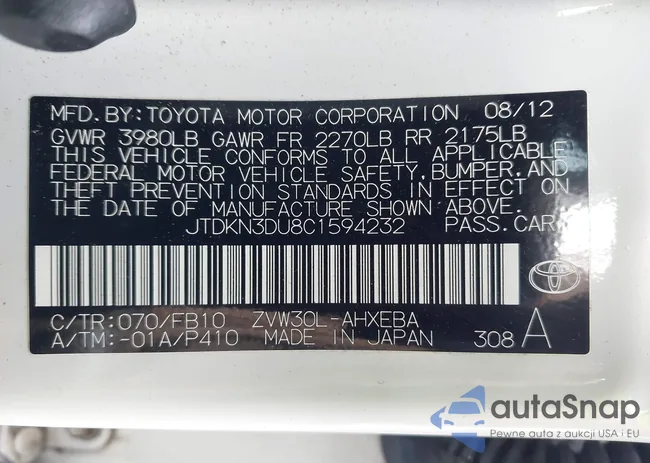 MFD.BY:TOYOTA MOTOR CORPORATION 08/12
GVWR 3980LB GAWR FR 2270LB RR 2175LB
THIS VEHICLE CONFORMS TO ALL APPLICABLE
FEDERAL MOTOR VEHICLE SAFETY,BUMPER,AND
THEFT PREVENTION STANDARDS IN EFFECT ON
THE DATE OF MANUFACTURE SHOWN ABOVE.
JTDKN3DU8C1594232 PASS.CAR
C/TR:070/FB10 ZVW30L-AHXEBA
A/TM:-01A/P410 MADE IN JAPAN 308 A
autaSnap
Pewne auta z aukcji USA i EU